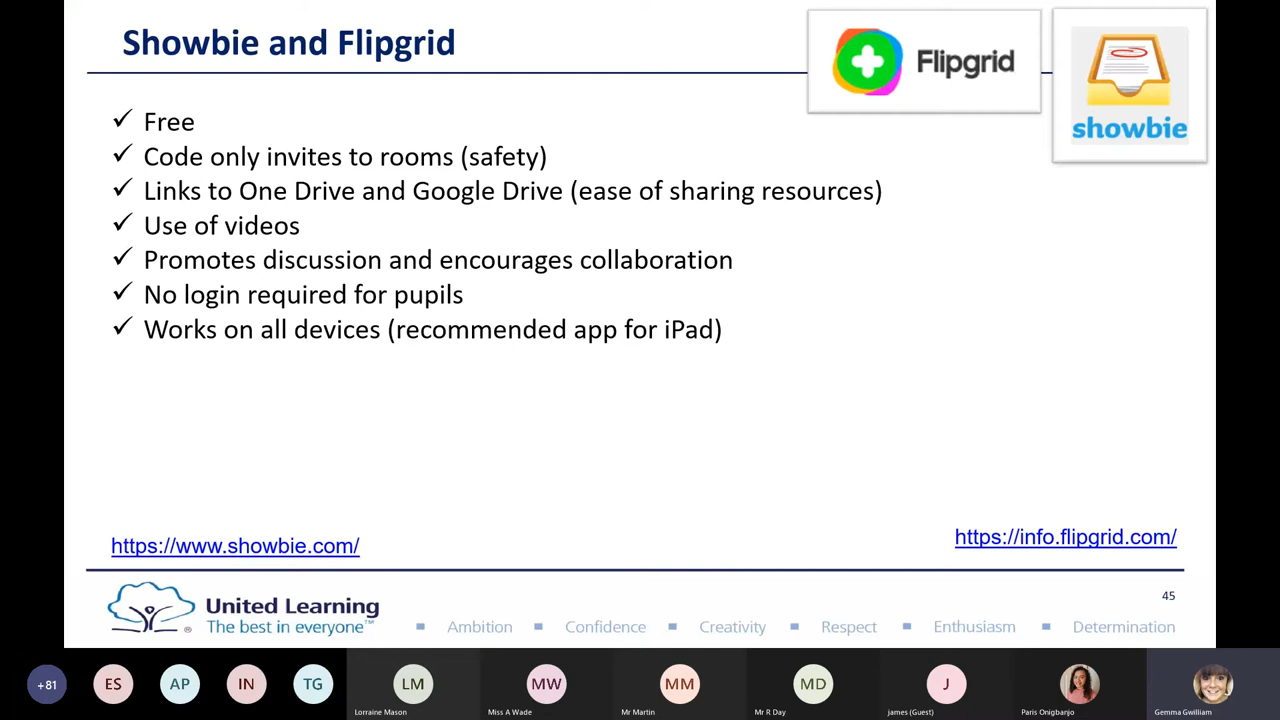 Showbie and Flipgrid
Flipgrid
showbie
✓ Free
✓ Code only invites to rooms (safety)
✓ Links to One Drive and Google Drive (ease of sharing resources)
✓ Use of videos
✓ Promotes discussion and encourages collaboration
✓ No login required for pupils
✓ Works on all devices (recommended app for iPad)
https://www.showbie.com/
https://info.flipgrid.com/
45
United Learning
The best in everyone™
®
▪ Ambition ▪ Confidence ▪ Creativity ▪ Respect ▪ Enthusiasm ▪ Determination
+81 ES AP IN TG LM MW MM MD J
Lorraine Mason Miss A Wade Mr Martin Mr R Day james (Guest) Paris Onigbanjo Gemma Gwilliam